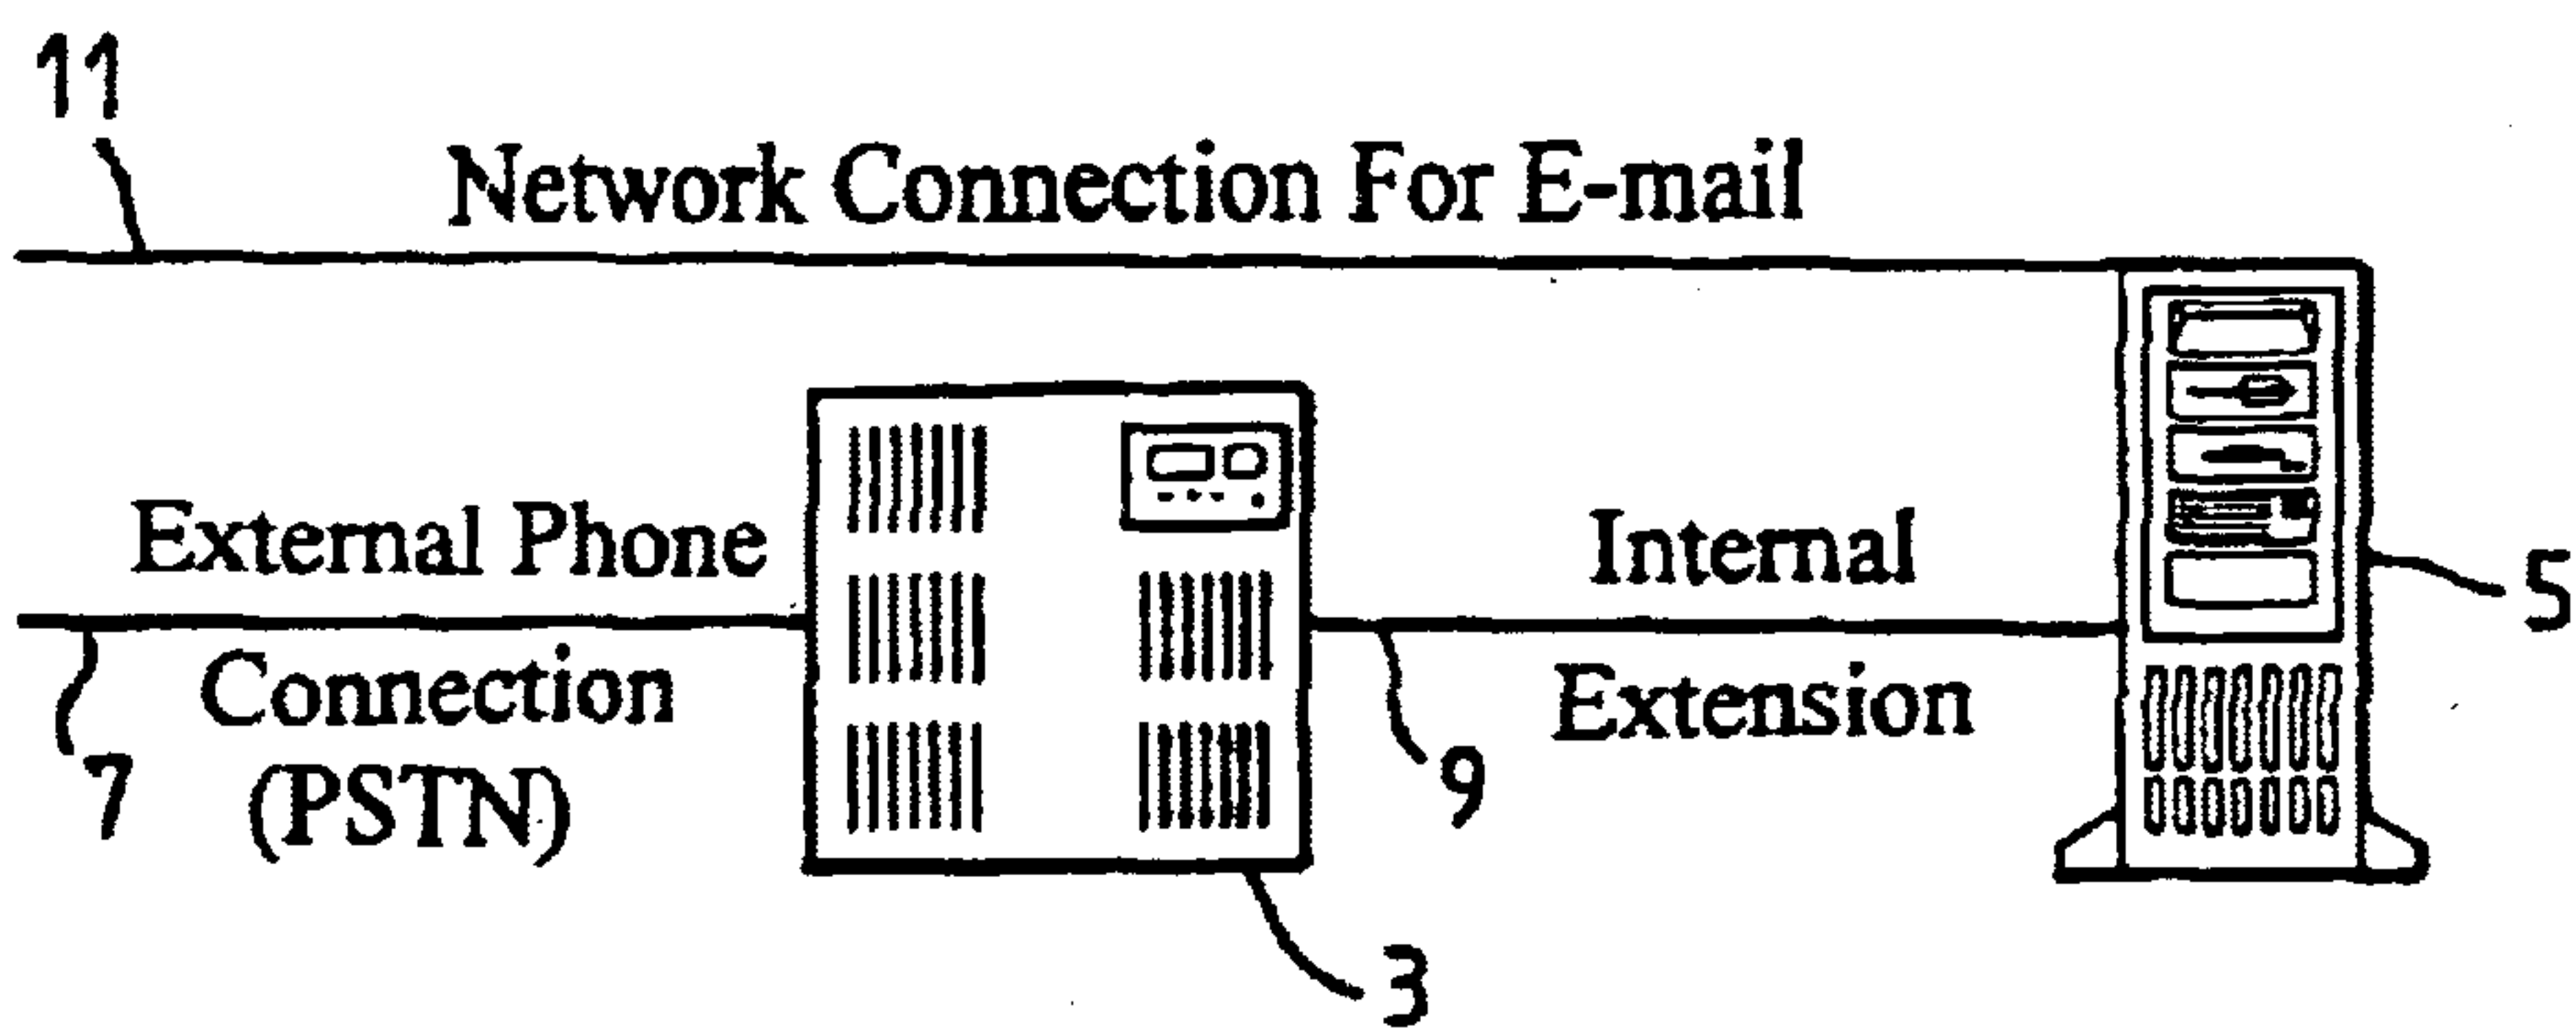 11
Network Connection For E-mail
External Phone
Connection
(PSTN)
7
Internal
Extension
9
5
3